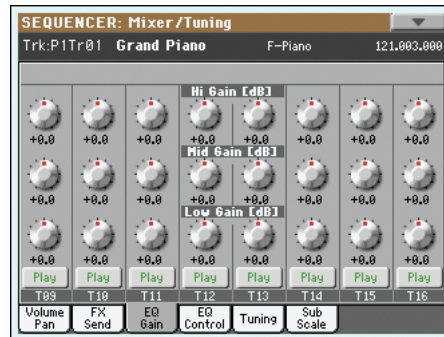 SEQUENCER: Mixer/Tuning
Trk:P1Tr01 Grand Piano F-Piano 121.003.000
Hi Gain [dB]
+0.0 +0.0 +0.0 +0.0 +0.0 +0.0 +0.0 +0.0
Mid Gain [dB]
+0.0 +0.0 +0.0 +0.0 +0.0 +0.0 +0.0 +0.0
Low Gain [dB]
+0.0 +0.0 +0.0 +0.0 +0.0 +0.0 +0.0 +0.0
Play Play Play Play Play Play Play Play
T09 T10 T11 T12 T13 T14 T15 T16
Volume Pan FX Send EQ Gain EQ Control Tuning Sub Scale